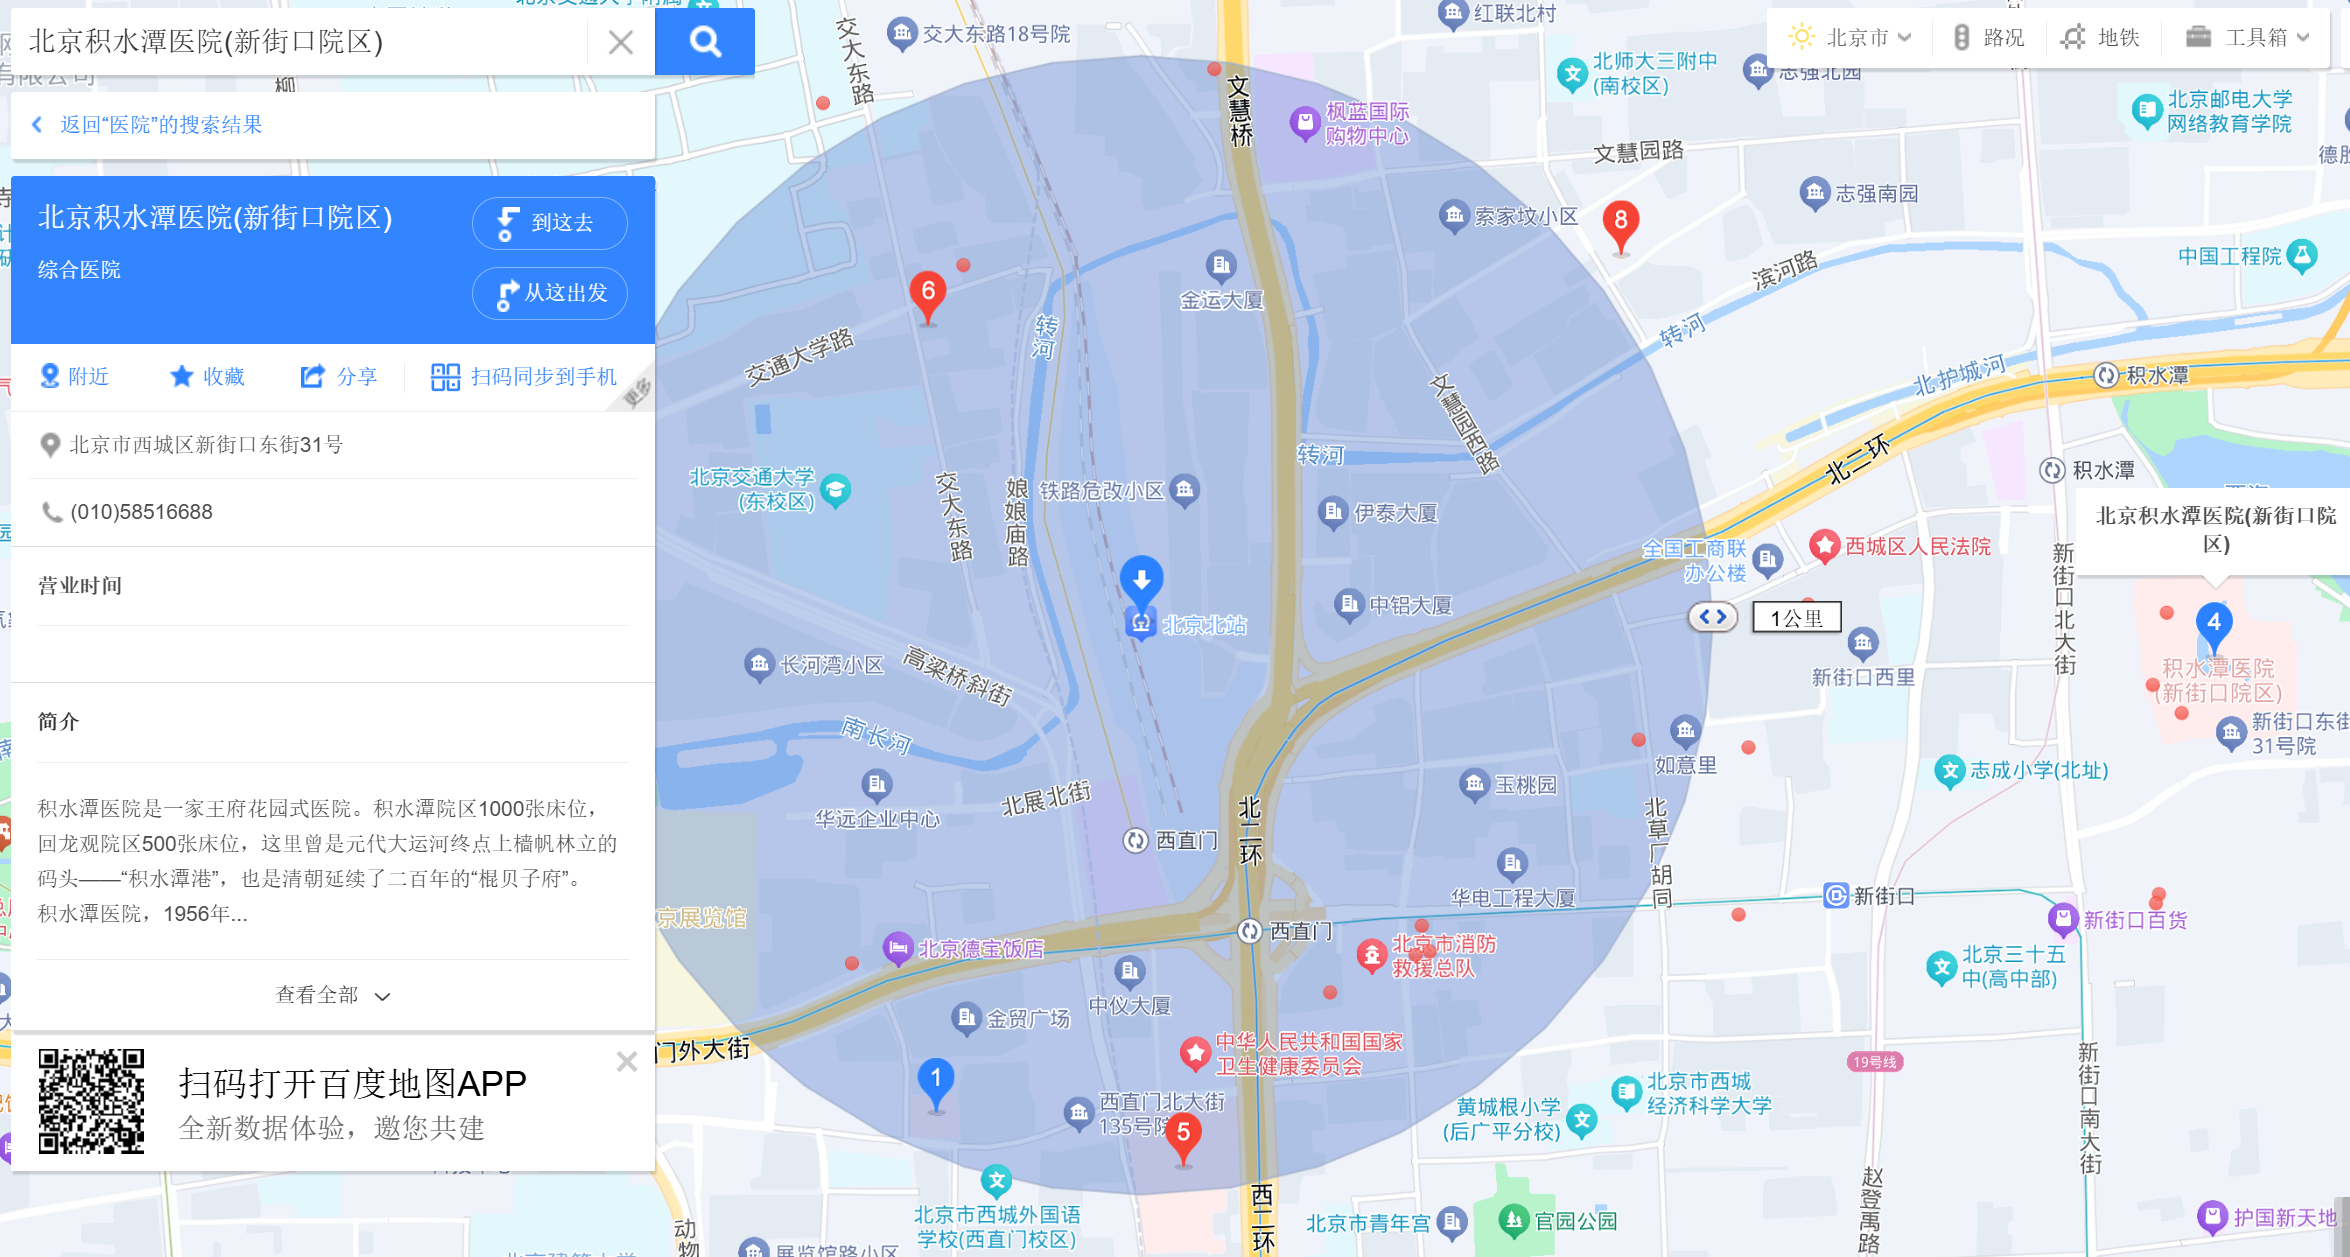 北京积水潭医院(新街口院区)
返回“医院”的搜索结果
北京积水潭医院(新街口院区)
综合医院
到这去
从这出发
附近
收藏
分享
扫码同步到手机
更多
北京市西城区新街口东街31号
(010)58516688
营业时间
简介
积水潭医院是一家王府花园式医院。积水潭院区1000张床位，
回龙观院区500张床位，这里曾是元代大运河终点上樯帆林立的
码头——“积水潭港”，也是清朝延续了二百年的“棍贝子府”。
积水潭医院，1956年...
查看全部
扫码打开百度地图APP
全新数据体验，邀您共建
北京市
路况
地铁
工具箱
交大东路18号院
红联北村
交大东路
文慧桥
枫蓝国际
购物中心
北师大三附中
(南校区)
志强北园
北京邮电大学
网络教育学院
文慧园路
索家坟小区
8
志强南园
滨河路
中国工程院
金运大厦
6
转河
交通大学路
转河
北护城河
积水潭
文慧园西路
转河
北二环
积水潭
北京交通大学
(东校区)
交大东路
娘娘庙路
铁路危改小区
伊泰大厦
全国工商联
办公楼
西城区人民法院
北京积水潭医院(新街口院
区)
新街口北大街
中铝大厦
北京北站
1公里
4
积水潭医院
(新街口院区)
新街口西里
长河湾小区
高梁桥斜街
南长河
新街口东街
31号院
如意里
志成小学(北址)
华远企业中心
北展北街
玉桃园
西直门
北二环
北草厂胡同
华电工程大厦
新街口
新街口百货
京展览馆
西直门
北京德宝饭店
北京市消防
救援总队
北京三十五
中(高中部)
中仪大厦
金贸广场
中华人民共和国国家
卫生健康委员会
门外大街
1
19号线
新街口南大街
西直门北大街
135号院
5
北京市西城
经济科学大学
黄城根小学
(后广平分校)
赵登禹路
北京市西城外国语
学校(西直门校区)
西二环
北京市青年宫
官园公园
护国新天地
动物
展览馆路小区